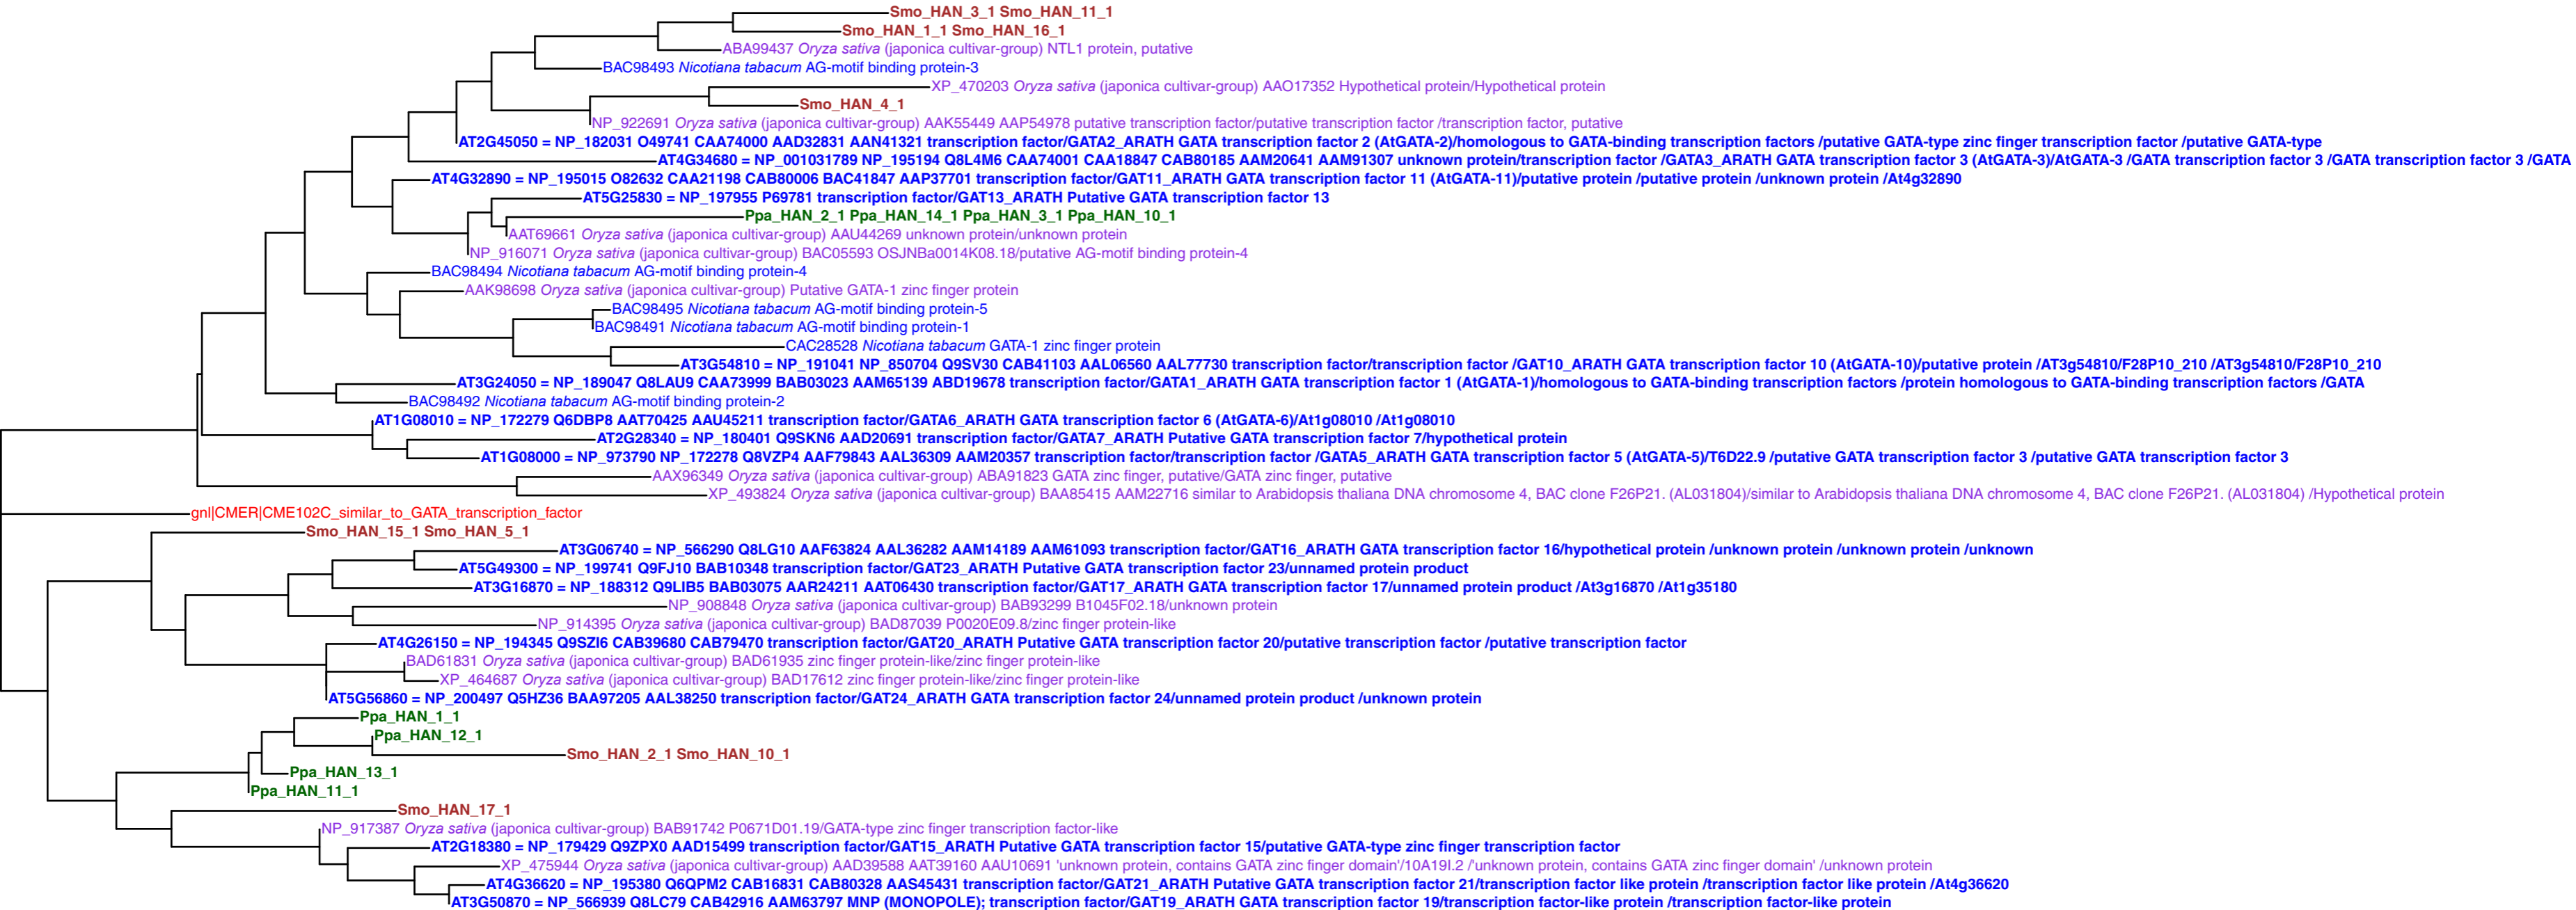 Smo_HAN_3_1 Smo_HAN_11_1
Smo_HAN_1_1 Smo_HAN_16_1
ABA99437 Oryza sativa (japonica cultivar-group) NTL1 protein, putative
BAC98493 Nicotiana tabacum AG-motif binding protein-3
XP_470203 Oryza sativa (japonica cultivar-group) AAO17352 Hypothetical protein/Hypothetical protein
Smo_HAN_4_1
NP_922691 Oryza sativa (japonica cultivar-group) AAK55449 AAP54978 putative transcription factor/putative transcription factor /transcription factor, putative
AT2G45050 = NP_182031 O49741 CAA74000 AAD32831 AAN41321 transcription factor/GATA2_ARATH GATA transcription factor 2 (AtGATA-2)/homologous to GATA-binding transcription factors /putative GATA-type zinc finger transcription factor /putative GATA-type
AT4G34680 = NP_001031789 NP_195194 Q8L4M6 CAA74001 CAA18847 CAB80185 AAM20641 AAM91307 unknown protein/transcription factor /GATA3_ARATH GATA transcription factor 3 (AtGATA-3)/AtGATA-3 /GATA transcription factor 3 /GATA transcription factor 3 /GATA
AT4G32890 = NP_195015 O82632 CAA21198 CAB80006 BAC41847 AAP37701 transcription factor/GAT11_ARATH GATA transcription factor 11 (AtGATA-11)/putative protein /putative protein /unknown protein /At4g32890
AT5G25830 = NP_197955 P69781 transcription factor/GAT13_ARATH Putative GATA transcription factor 13
Ppa_HAN_2_1 Ppa_HAN_14_1 Ppa_HAN_3_1 Ppa_HAN_10_1
AAT69661 Oryza sativa (japonica cultivar-group) AAU44269 unknown protein/unknown protein
NP_916071 Oryza sativa (japonica cultivar-group) BAC05593 OSJNBa0014K08.18/putative AG-motif binding protein-4
BAC98494 Nicotiana tabacum AG-motif binding protein-4
AAK98698 Oryza sativa (japonica cultivar-group) Putative GATA-1 zinc finger protein
BAC98495 Nicotiana tabacum AG-motif binding protein-5
BAC98491 Nicotiana tabacum AG-motif binding protein-1
CAC28528 Nicotiana tabacum GATA-1 zinc finger protein
AT3G54810 = NP_191041 NP_850704 Q9SV30 CAB41103 AAL06560 AAL77730 transcription factor/transcription factor /GAT10_ARATH GATA transcription factor 10 (AtGATA-10)/putative protein /AT3g54810/F28P10_210 /AT3g54810/F28P10_210
AT3G24050 = NP_189047 Q8LAU9 CAA73999 BAB03023 AAM65139 ABD19678 transcription factor/GATA1_ARATH GATA transcription factor 1 (AtGATA-1)/homologous to GATA-binding transcription factors /protein homologous to GATA-binding transcription factors /GATA
BAC98492 Nicotiana tabacum AG-motif binding protein-2
AT1G08010 = NP_172279 Q6DBP8 AAT70425 AAU45211 transcription factor/GATA6_ARATH GATA transcription factor 6 (AtGATA-6)/At1g08010 /At1g08010
AT2G28340 = NP_180401 Q9SKN6 AAD20691 transcription factor/GATA7_ARATH Putative GATA transcription factor 7/hypothetical protein
AT1G08000 = NP_973790 NP_172278 Q8VZP4 AAF79843 AAL36309 AAM20357 transcription factor/transcription factor /GATA5_ARATH GATA transcription factor 5 (AtGATA-5)/T6D22.9 /putative GATA transcription factor 3 /putative GATA transcription factor 3
AAX96349 Oryza sativa (japonica cultivar-group) ABA91823 GATA zinc finger, putative/GATA zinc finger, putative
XP_493824 Oryza sativa (japonica cultivar-group) BAA85415 AAM22716 similar to Arabidopsis thaliana DNA chromosome 4, BAC clone F26P21. (AL031804)/similar to Arabidopsis thaliana DNA chromosome 4, BAC clone F26P21. (AL031804) /Hypothetical protein
gnl|CMER|CME102C_similar_to_GATA_transcription_factor
Smo_HAN_15_1 Smo_HAN_5_1
AT3G06740 = NP_566290 Q8LG10 AAF63824 AAL36282 AAM14189 AAM61093 transcription factor/GAT16_ARATH GATA transcription factor 16/hypothetical protein /unknown protein /unknown protein /unknown
AT5G49300 = NP_199741 Q9FJ10 BAB10348 transcription factor/GAT23_ARATH Putative GATA transcription factor 23/unnamed protein product
AT3G16870 = NP_188312 Q9LIB5 BAB03075 AAR24211 AAT06430 transcription factor/GAT17_ARATH GATA transcription factor 17/unnamed protein product /At3g16870 /At1g35180
NP_908848 Oryza sativa (japonica cultivar-group) BAB93299 B1045F02.18/unknown protein
NP_914395 Oryza sativa (japonica cultivar-group) BAD87039 P0020E09.8/zinc finger protein-like
AT4G26150 = NP_194345 Q9SZI6 CAB39680 CAB79470 transcription factor/GAT20_ARATH Putative GATA transcription factor 20/putative transcription factor /putative transcription factor
BAD61831 Oryza sativa (japonica cultivar-group) BAD61935 zinc finger protein-like/zinc finger protein-like
XP_464687 Oryza sativa (japonica cultivar-group) BAD17612 zinc finger protein-like/zinc finger protein-like
AT5G56860 = NP_200497 Q5HZ36 BAA97205 AAL38250 transcription factor/GAT24_ARATH GATA transcription factor 24/unnamed protein product /unknown protein
Ppa_HAN_1_1
Ppa_HAN_12_1
Smo_HAN_2_1 Smo_HAN_10_1
Ppa_HAN_13_1
Ppa_HAN_11_1
Smo_HAN_17_1
NP_917387 Oryza sativa (japonica cultivar-group) BAB91742 P0671D01.19/GATA-type zinc finger transcription factor-like
AT2G18380 = NP_179429 Q9ZPX0 AAD15499 transcription factor/GAT15_ARATH Putative GATA transcription factor 15/putative GATA-type zinc finger transcription factor
XP_475944 Oryza sativa (japonica cultivar-group) AAD39588 AAT39160 AAU10691 'unknown protein, contains GATA zinc finger domain'/10A19I.2 /'unknown protein, contains GATA zinc finger domain' /unknown protein
AT4G36620 = NP_195380 Q6QPM2 CAB16831 CAB80328 AAS45431 transcription factor/GAT21_ARATH Putative GATA transcription factor 21/transcription factor like protein /transcription factor like protein /At4g36620
AT3G50870 = NP_566939 Q8LC79 CAB42916 AAM63797 MNP (MONOPOLE); transcription factor/GAT19_ARATH GATA transcription factor 19/transcription factor-like protein /transcription factor-like protein